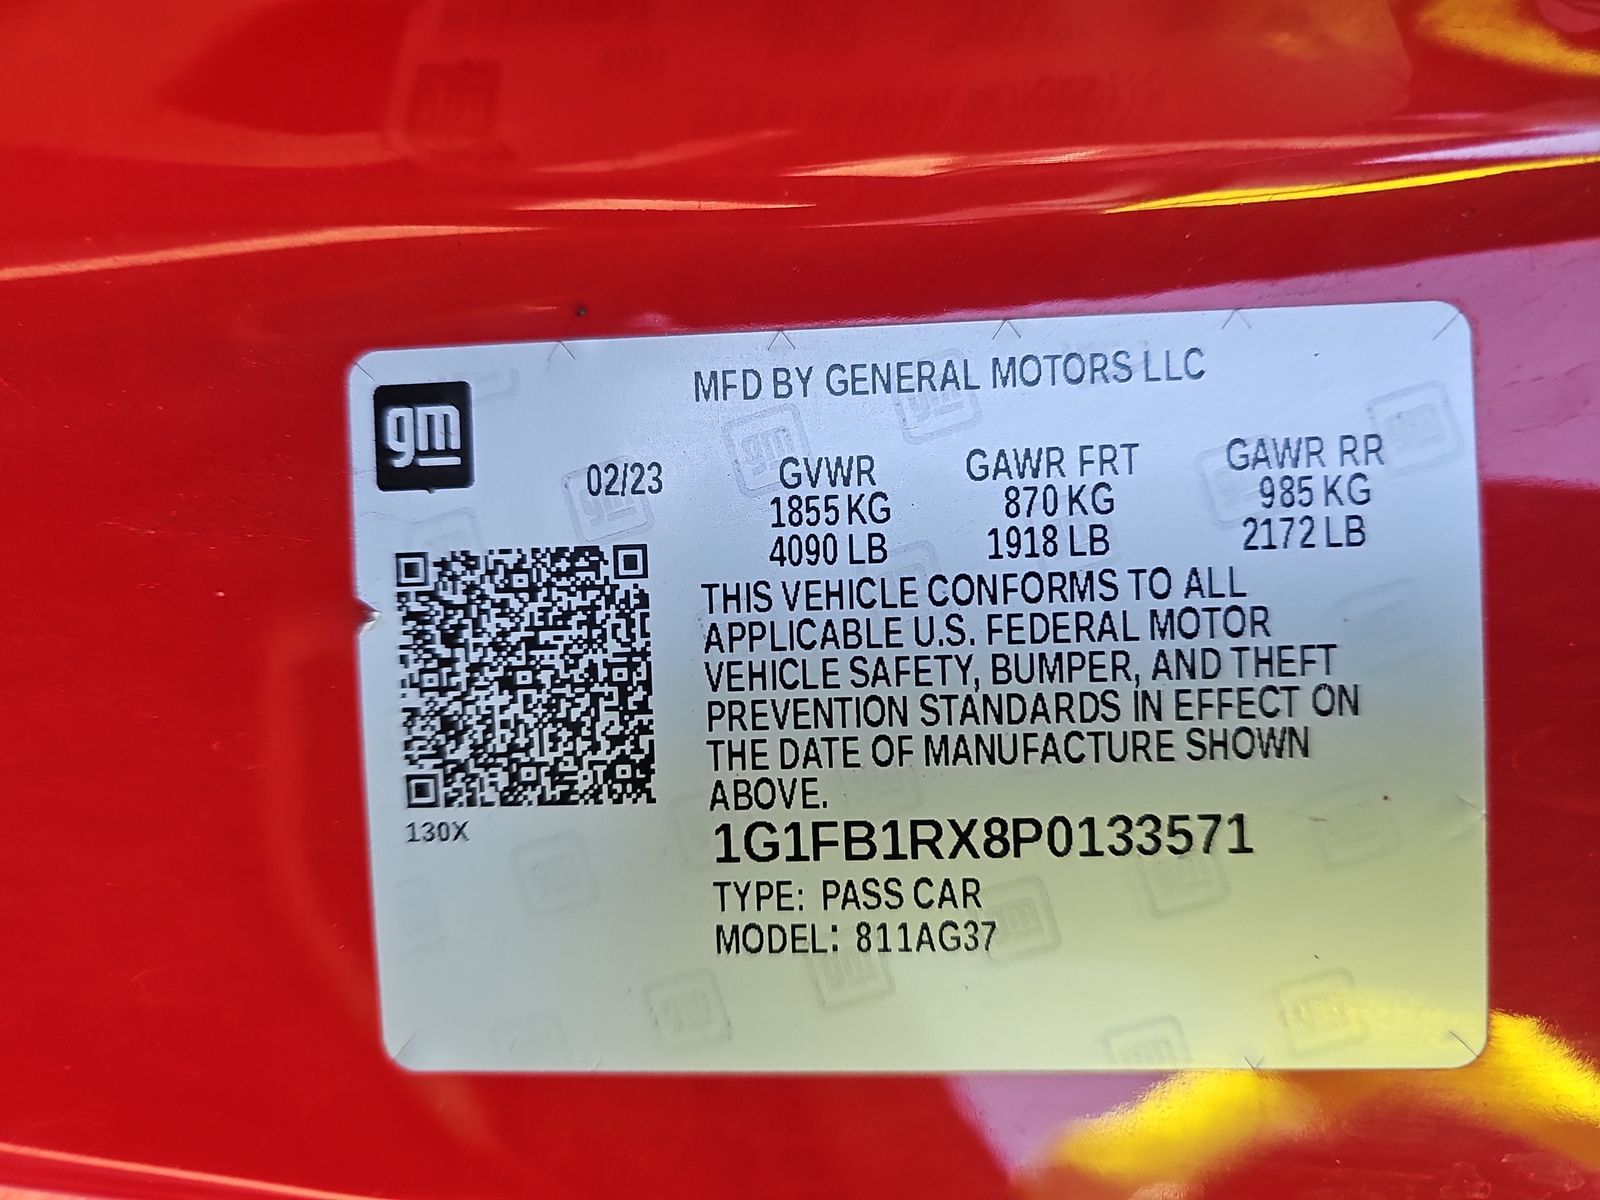 MFD BY GENERAL MOTORS LLC
gm
02/23 GVWR GAWR FRT GAWR RR
1855 KG 870 KG 985 KG
4090 LB 1918 LB 2172 LB
THIS VEHICLE CONFORMS TO ALL
APPLICABLE U.S. FEDERAL MOTOR
VEHICLE SAFETY, BUMPER, AND THEFT
PREVENTION STANDARDS IN EFFECT ON
THE DATE OF MANUFACTURE SHOWN
ABOVE.
130X
1G1FB1RX8P0133571
TYPE: PASS CAR
MODEL: 811AG37